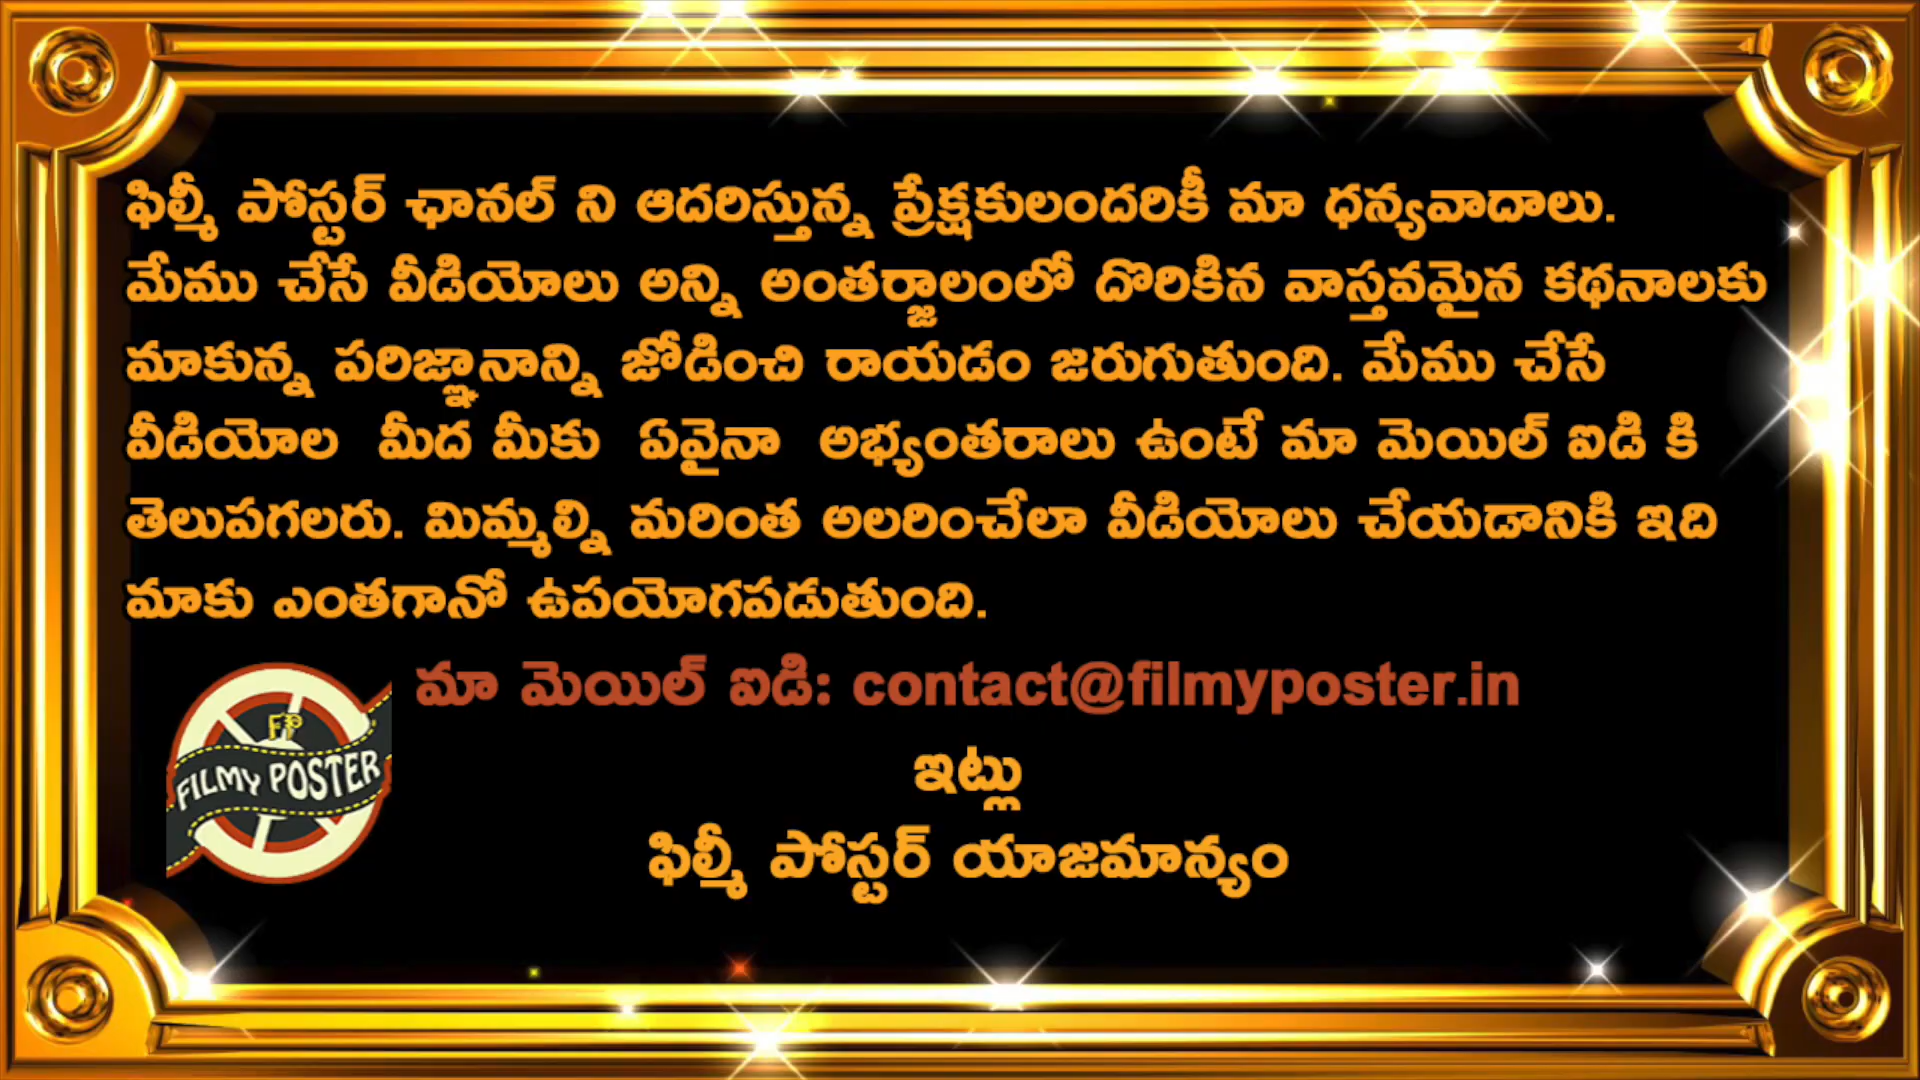 ఫిల్మీ పోస్టర్ ఛానల్ ని ఆదరిస్తున్న ప్రేక్షకులందరికీ మా ధన్యవాదాలు.
మేము చేసే వీడియోలు అన్ని అంతర్జాలంలో దొరికిన వాస్తవమైన కథనాలకు
మాకున్న పరిజ్ఞానాన్ని జోడించి రాయడం జరుగుతుంది. మేము చేసే
వీడియోల మీద మీకు ఏవైనా అభ్యంతరాలు ఉంటే మా మెయిల్ ఐడి కి
తెలుపగలరు. మిమ్మల్ని మరింత అలరించేలా వీడియోలు చేయడానికి ఇది
మాకు ఎంతగానో ఉపయోగపడుతుంది.
మా మెయిల్ ఐడి: contact@filmyposter.in
FP
FILMY POSTER
ఇట్లు
ఫిల్మీ పోస్టర్ యాజమాన్యం